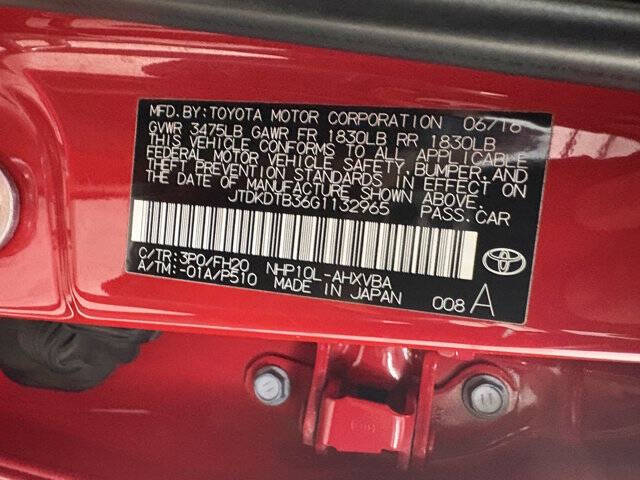 MFD.BY:TOYOTA MOTOR CORPORATION 06/16
GVWR 3475LB GAWR FR 1830LB RR 1830LB
THIS VEHICLE CONFORMS TO ALL APPLICABLE
FEDERAL MOTOR VEHICLE SAFETY,BUMPER,AND
THEFT PREVENTION STANDARDS IN EFFECT ON
THE DATE OF MANUFACTURE SHOWN ABOVE.
JTDKDTB36G1132965 PASS.CAR
C/TR:3P0/FH20 NHP10L-AHXVBA
A/TM:-01A/P510 MADE IN JAPAN 008 A